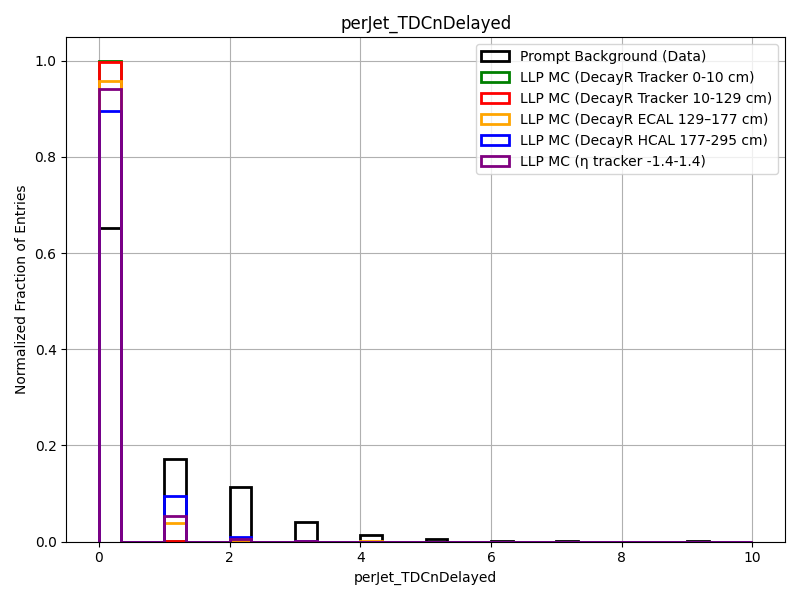 perJet_TDCnDelayed
Prompt Background (Data)
LLP MC (DecayR Tracker 0-10 cm)
LLP MC (DecayR Tracker 10-129 cm)
LLP MC (DecayR ECAL 129–177 cm)
LLP MC (DecayR HCAL 177-295 cm)
LLP MC (η tracker -1.4-1.4)
Normalized Fraction of Entries
1.0
0.8
0.6
0.4
0.2
0.0
0 2 4 6 8 10
perJet_TDCnDelayed